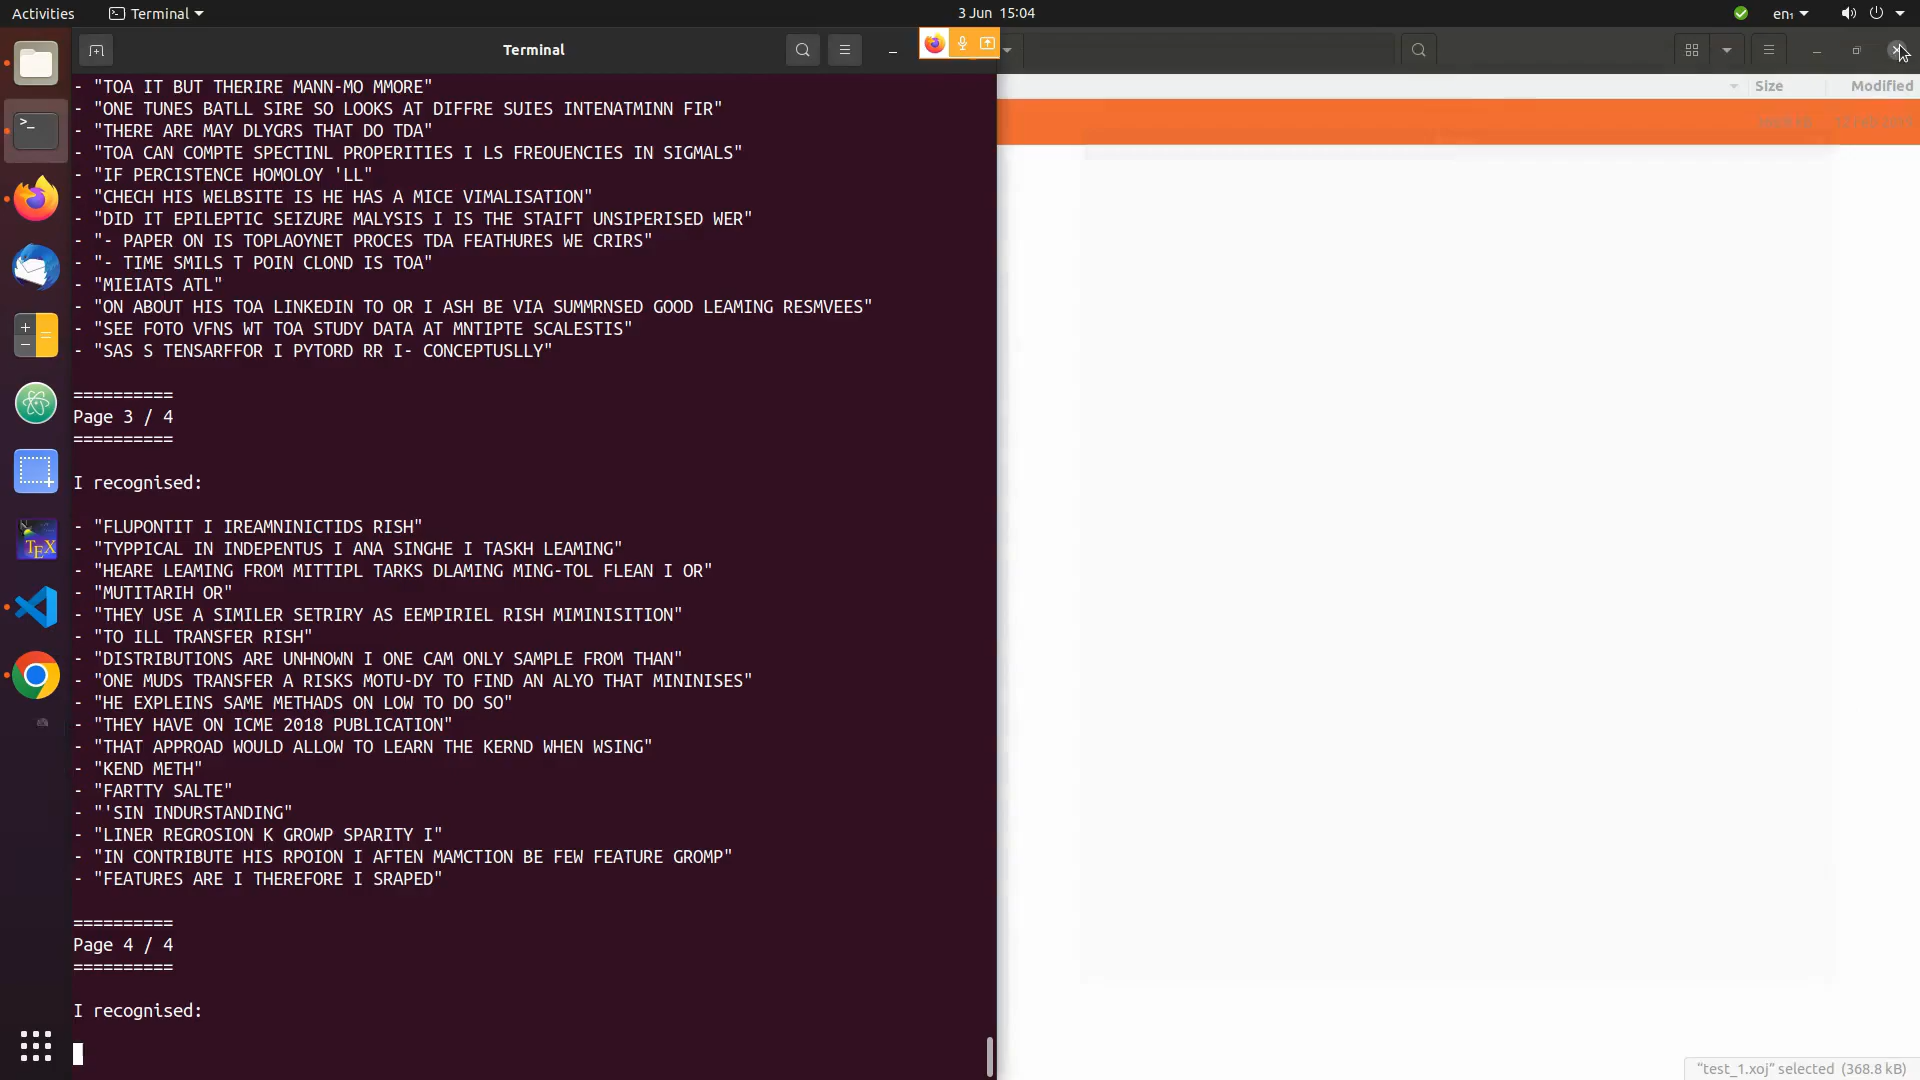 Activities
Terminal
3 Jun 15:04
en₁
Terminal
Size
Modified
- "TOA IT BUT THERIRE MANN-MO MMORE"
- "ONE TUNES BATLL SIRE SO LOOKS AT DIFFRE SUIES INTENATMINN FIR"
- "THERE ARE MAY DLYGRS THAT DO TDA"
- "TOA CAN COMPTE SPECTINL PROPERITIES I LS FREOUENCIES IN SIGMALS"
- "IF PERCISTENCE HOMOLOY 'LL"
- "CHECH HIS WELBSITE IS HE HAS A MICE VIMALISATION"
- "DID IT EPILEPTIC SEIZURE MALYSIS I IS THE STAIFT UNSIPERISED WER"
- "- PAPER ON IS TOPLAOYNET PROCES TDA FEATHURES WE CRIRS"
- "- TIME SMILS T POIN CLOND IS TOA"
- "MIEIATS ATL"
- "ON ABOUT HIS TOA LINKEDIN TO OR I ASH BE VIA SUMMRNSED GOOD LEAMING RESMVEES"
- "SEE FOTO VFNS WT TOA STUDY DATA AT MNTIPTE SCALESTIS"
- "SAS S TENSARFFOR I PYTORD RR I- CONCEPTUSLLY"
==========
Page 3 / 4
==========
I recognised:
- "FLUPONTIT I IREAMNINICTIDS RISH"
- "TYPPICAL IN INDEPENTUS I ANA SINGHE I TASKH LEAMING"
- "HEARE LEAMING FROM MITTIPL TARKS DLAMING MING-TOL FLEAN I OR"
- "MUTITARIH OR"
- "THEY USE A SIMILER SETRIRY AS EEMPIRIEL RISH MIMINISITION"
- "TO ILL TRANSFER RISH"
- "DISTRIBUTIONS ARE UNHNOWN I ONE CAM ONLY SAMPLE FROM THAN"
- "ONE MUDS TRANSFER A RISKS MOTU-DY TO FIND AN ALYO THAT MININISES"
- "HE EXPLEINS SAME METHADS ON LOW TO DO SO"
- "THEY HAVE ON ICME 2018 PUBLICATION"
- "THAT APPROAD WOULD ALLOW TO LEARN THE KERND WHEN WSING"
- "KEND METH"
- "FARTTY SALTE"
- "'SIN INDURSTANDING"
- "LINER REGROSION K GROWP SPARITY I"
- "IN CONTRIBUTE HIS RPOION I AFTEN MAMCTION BE FEW FEATURE GROMP"
- "FEATURES ARE I THEREFORE I SRAPED"
==========
Page 4 / 4
==========
I recognised:
"test_1.xoj" selected (368.8 kB)